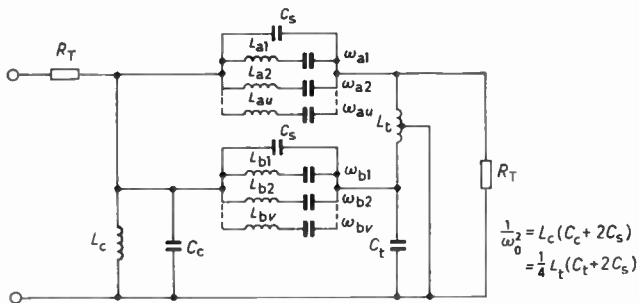 C_s
R_T
L_a1
ω_a1
L_a2
ω_a2
L_au
ω_au
L_t
C_s
L_b1
ω_b1
L_b2
ω_b2
L_bv
ω_bv
R_T
L_c
C_c
C_t
1/ω_0^2 = L_c(C_c+2C_s)
= 1/4 L_t(C_t+2C_s)